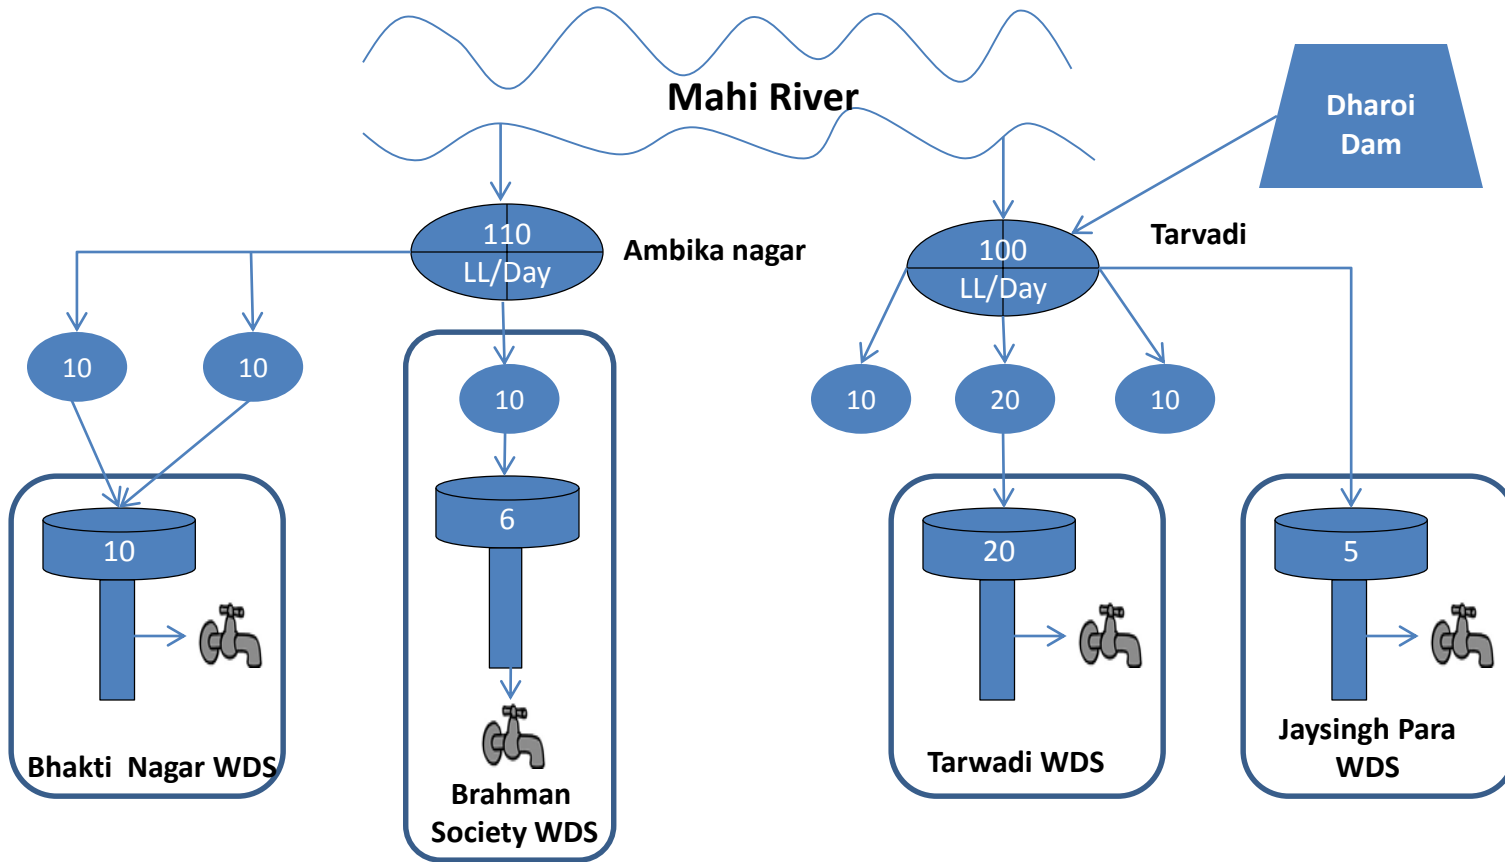 Mahi River
Dharoi
Dam
110
LL/Day
Ambika nagar
100
LL/Day
Tarvadi
10
10
10
10
20
10
10
6
20
5
Bhakti  Nagar WDS
Brahman
Society WDS
Tarwadi WDS
Jaysingh Para
WDS